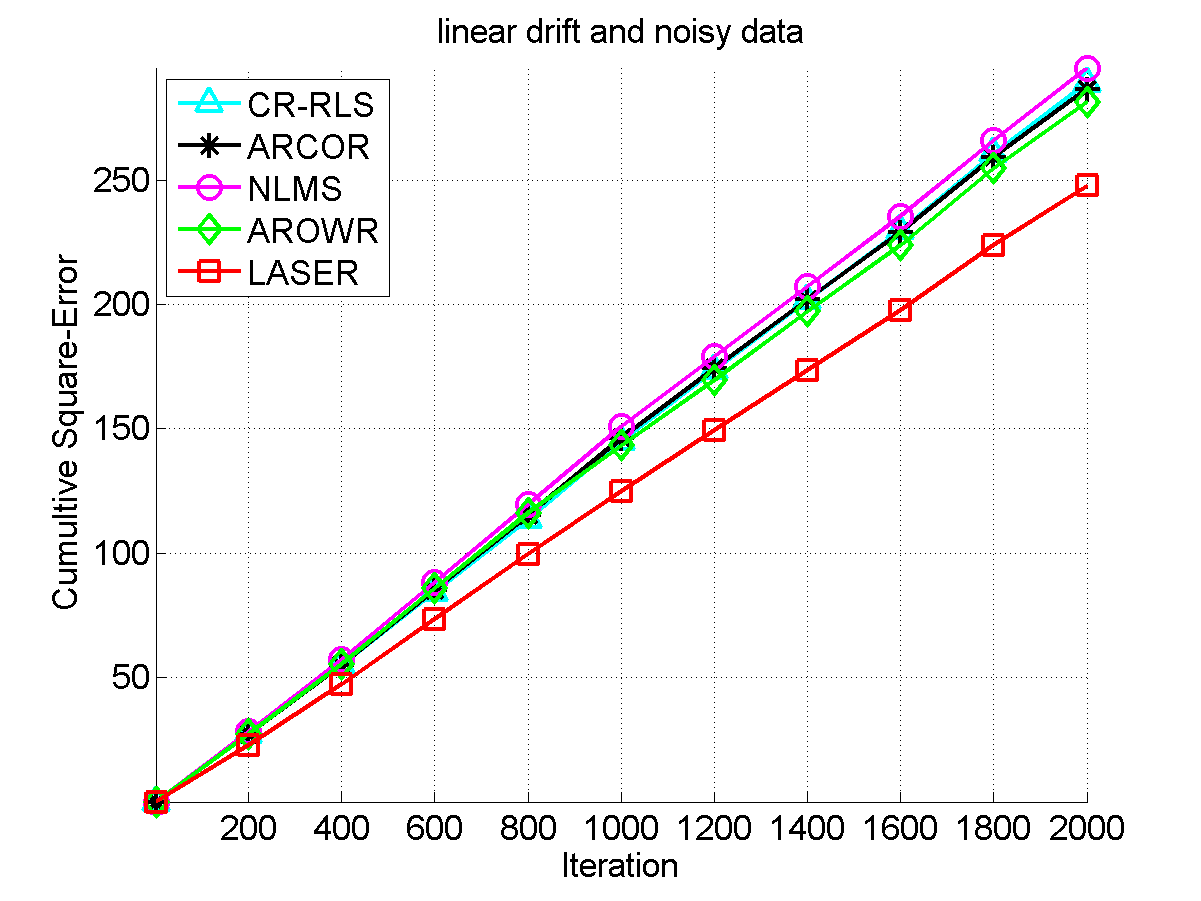 linear drift and noisy data
CR-RLS
ARCOR
NLMS
AROWR
LASER
Cumultive Square-Error
250
200
150
100
50
200 400 600 800 1000 1200 1400 1600 1800 2000
Iteration